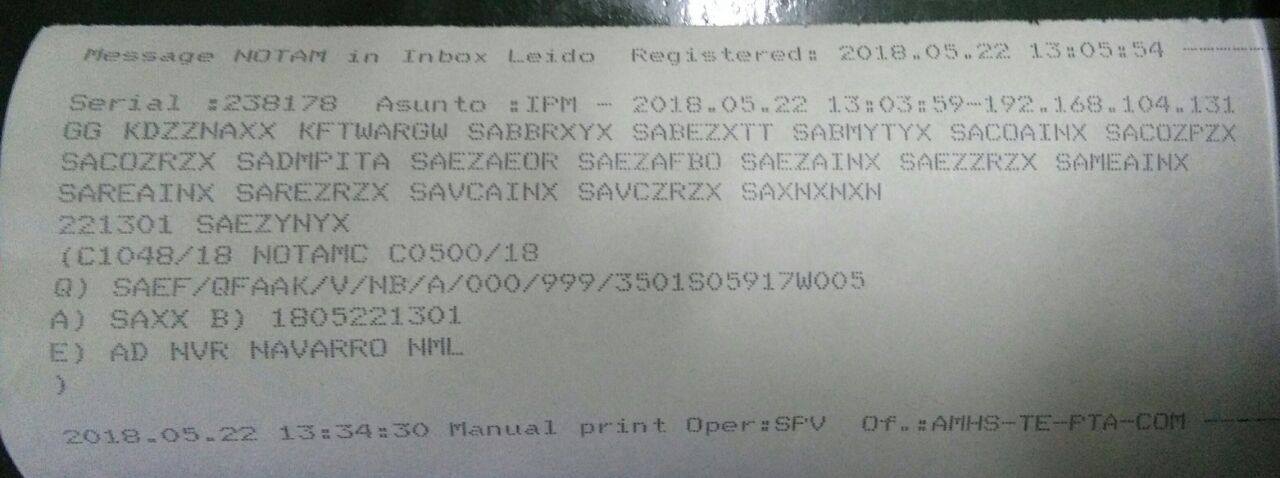 Message NOTAM in Inbox Leido Registered: 2018.05.22 13:05:54 ----------
Serial :238178 Asunto :IPM - 2018.05.22 13:03:59-192.168.104.131
GG KDZZNAXX KFTWARGW SABBRXYX SABEZXTT SABMYTYX SACOAINX SACOZPZX
SACOZRZX SADMPITA SAEZAEOR SAEZAFBO SAEZAINX SAEZZRZX SAMEAINX
SAREAINX SAREZRZX SAVCAINX SAVCZRZX SAXNXNXN
221301 SAEZYNYX
(C1048/18 NOTAMC C0500/18
Q) SAEF/QFAAK/V/NB/A/000/999/3501S05917W005
A) SAXX B) 1805221301
E) AD NVR NAVARRO NML
)
2018.05.22 13:34:30 Manual print Oper:SPV Of.:AMHS-TE-PTA-COM -------